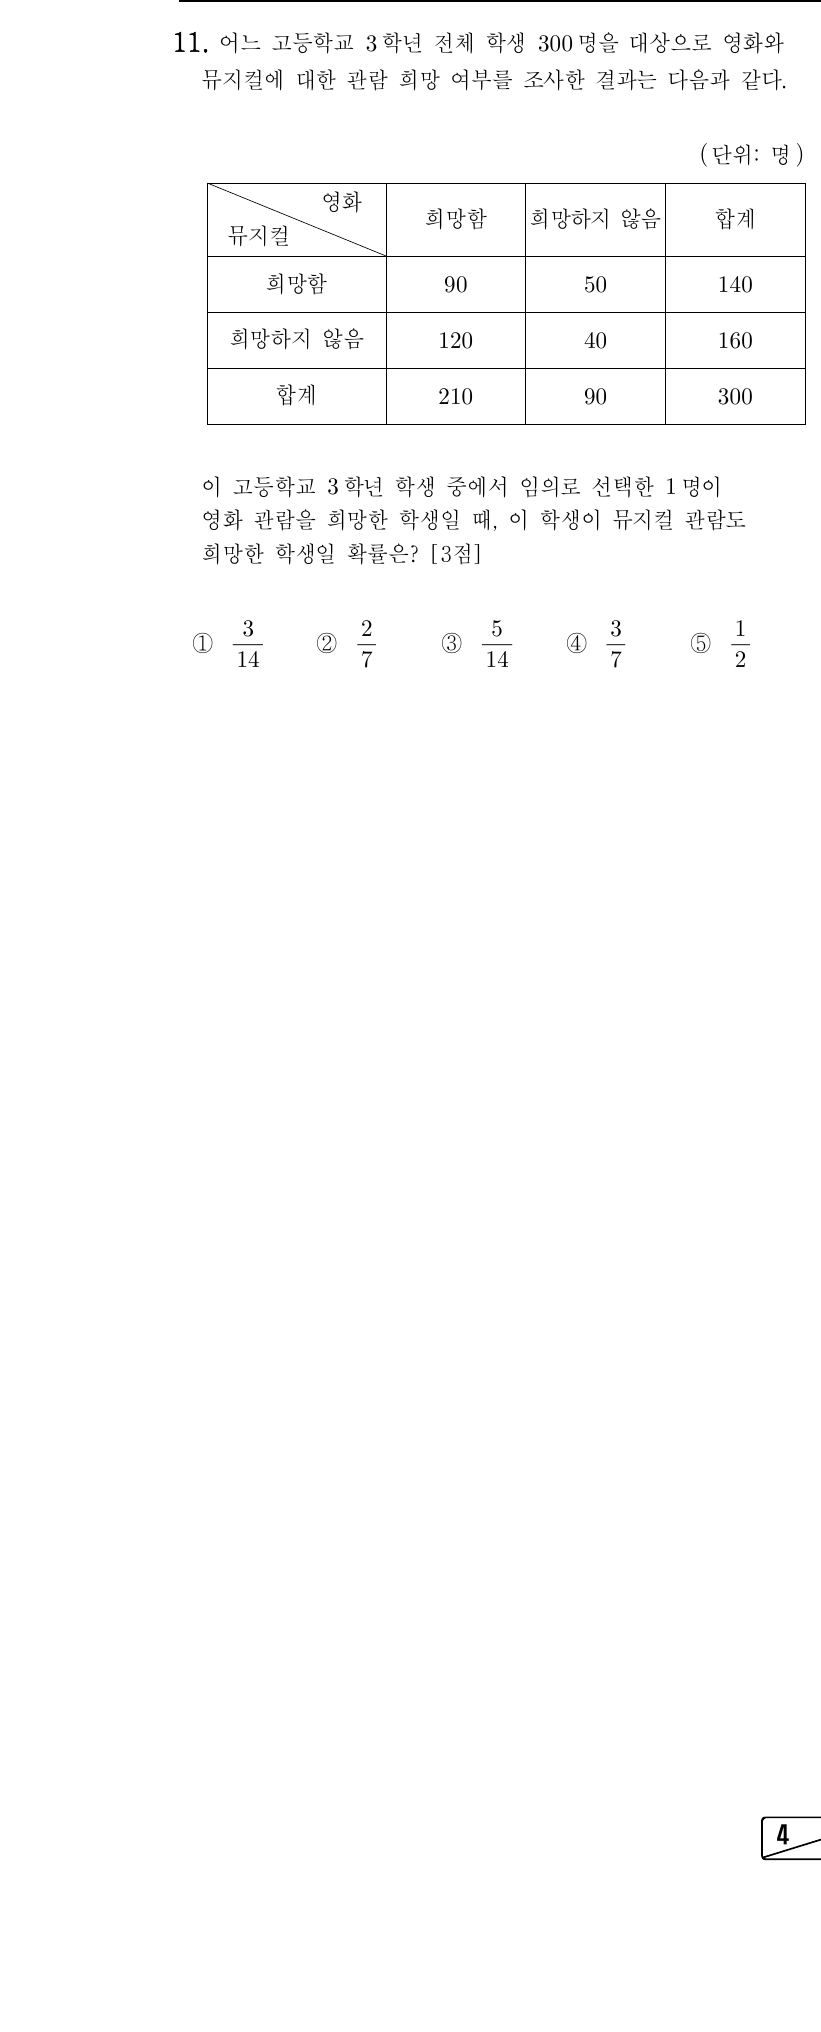 11. 어느 고등학교 3학년 전체 학생 300명을 대상으로 영화와
뮤지컬에 대한 관람 희망 여부를 조사한 결과는 다음과 같다.
(단위: 명)
영화
뮤지컬
희망함 희망하지 않음 합계
희망함 90 50 140
희망하지 않음 120 40 160
합계 210 90 300
이 고등학교 3학년 학생 중에서 임의로 선택한 1명이
영화 관람을 희망한 학생일 때, 이 학생이 뮤지컬 관람도
희망한 학생일 확률은? [3점]
① 3/14 ② 2/7 ③ 5/14 ④ 3/7 ⑤ 1/2
4